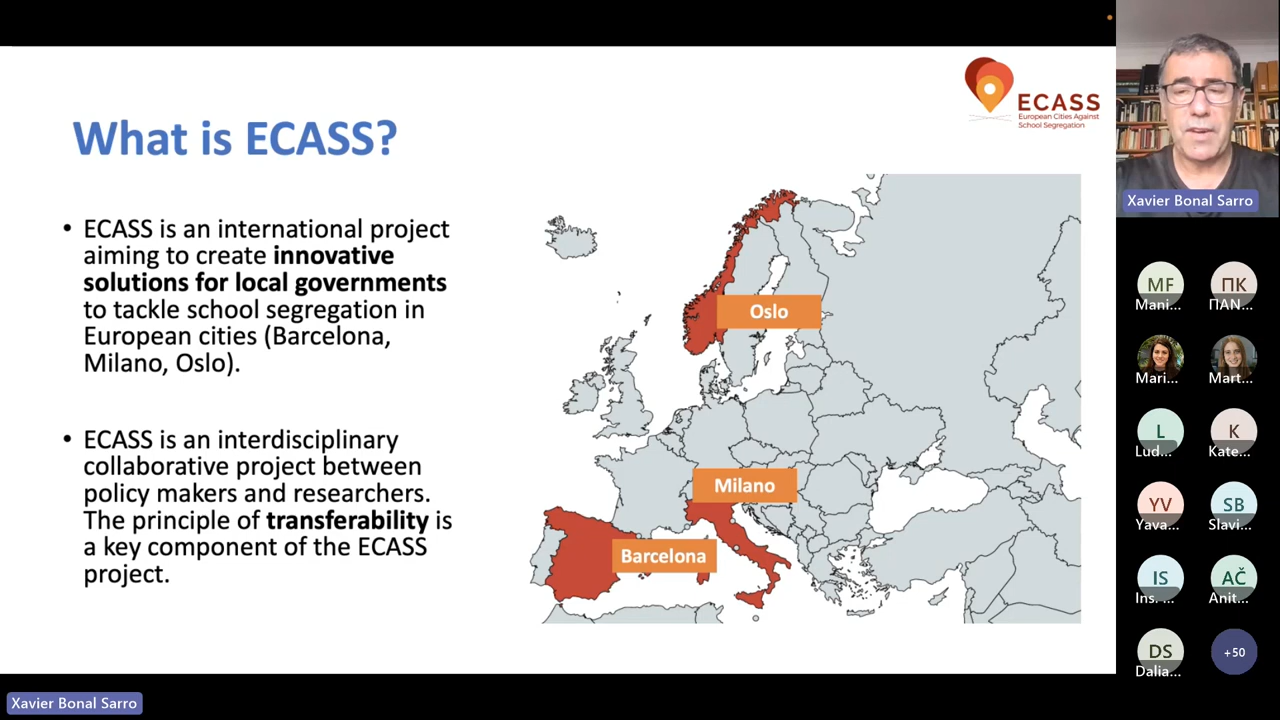 What is ECASS?
ECASS
European Cities Against
School Segregation
• ECASS is an international project
aiming to create innovative
solutions for local governments
to tackle school segregation in
European cities (Barcelona,
Milano, Oslo).
• ECASS is an interdisciplinary
collaborative project between
policy makers and researchers.
The principle of transferability is
a key component of the ECASS
project.
Oslo
Milano
Barcelona
Xavier Bonal Sarro
MF
Mani...
ПК
ΠΑΝ...
Mari...
Mart...
L
Lud...
K
Kate...
YV
Yava...
SB
Slavi...
IS
Ins. ...
AČ
Anit...
DS
Dalia...
+50
Xavier Bonal Sarro